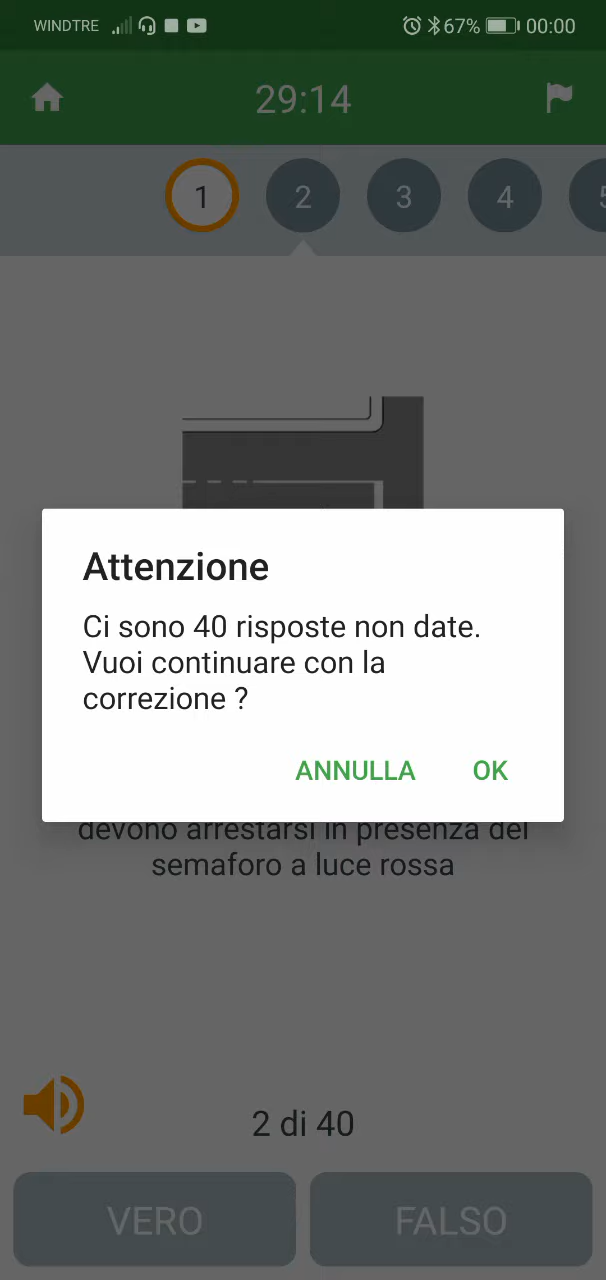 WINDTRE 67% 00:00
29:14
1 2 3 4 5
Attenzione
Ci sono 40 risposte non date.
Vuoi continuare con la
correzione ?
ANNULLA OK
devono arrestarsi in presenza del
semaforo a luce rossa
2 di 40
VERO FALSO